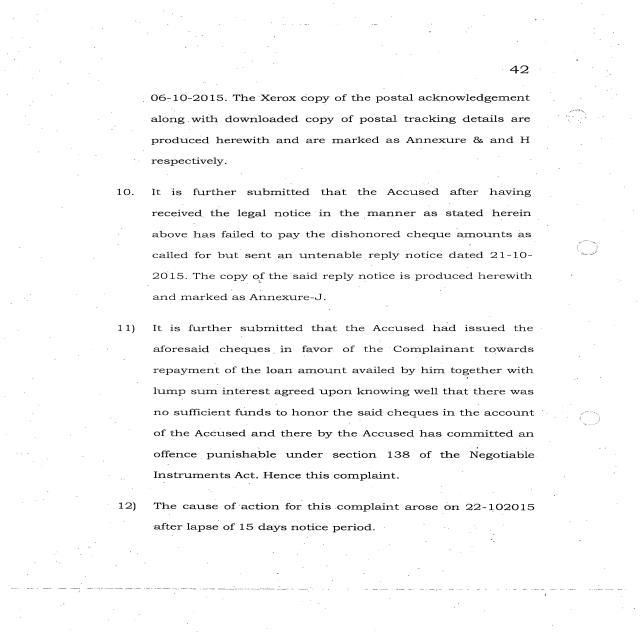 42
06-10-2015. The Xerox copy of the postal acknowledgement
along with downloaded copy of postal tracking details are
produced herewith and are marked as Annexure & and H
respectively.
10. It is further submitted that the Accused after having
received the legal notice in the manner as stated herein
above has failed to pay the dishonored cheque amounts as
called for but sent an untenable reply notice dated 21-10-
2015. The copy of the said reply notice is produced herewith
and marked as Annexure-J.
11) It is further submitted that the Accused had issued the
aforesaid cheques in favor of the Complainant towards
repayment of the loan amount availed by him together with
lump sum interest agreed upon knowing well that there was
no sufficient funds to honor the said cheques in the account
of the Accused and there by the Accused has committed an
offence punishable under section 138 of the Negotiable
Instruments Act. Hence this complaint.
12) The cause of action for this complaint arose on 22-102015
after lapse of 15 days notice period.